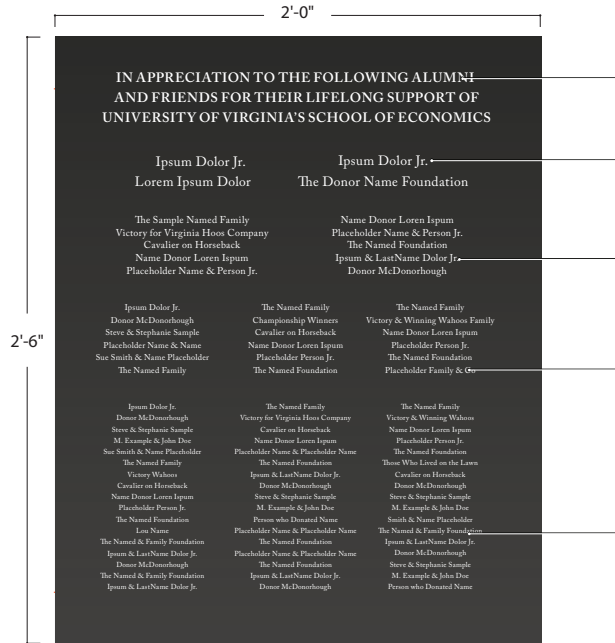 2'-0"
2'-6"
IN APPRECIATION TO THE FOLLOWING ALUMNI
AND FRIENDS FOR THEIR LIFELONG SUPPORT OF
UNIVERSITY OF VIRGINIA'S SCHOOL OF ECONOMICS
Ipsum Dolor Jr.
Lorem Ipsum Dolor
Ipsum Dolor Jr.
The Donor Name Foundation
The Sample Named Family
Victory for Virginia Hoos Company
Cavalier on Horseback
Name Donor Loren Ispum
Placeholder Name & Person Jr.
Name Donor Loren Ispum
Placeholder Name & Person Jr.
The Named Foundation
Ipsum & LastName Dolor Jr.
Donor McDonorhough
Ipsum Dolor Jr.
Donor McDonorhough
Steve & Stephanie Sample
Placeholder Name & Name
Sue Smith & Name Placeholder
The Named Family
The Named Family
Championship Winners
Cavalier on Horseback
Name Donor Loren Ispum
Placeholder Person Jr.
The Named Foundation
The Named Family
Victory & Winning Wahoos Family
Name Donor Loren Ispum
Placeholder Person Jr.
The Named Foundation
Placeholder Family & Co
Ipsum Dolor Jr.
Donor McDonorhough
Steve & Stephanie Sample
M. Example & John Doe
Sue Smith & Name Placeholder
The Named Family
Victory Wahoos
Cavalier on Horseback
Name Donor Loren Ispum
Placeholder Person Jr.
The Named Foundation
Lou Name
The Named & Family Foundation
Ipsum & LastName Dolor Jr.
Donor McDonorhough
The Named & Family Foundation
Ipsum & LastName Dolor Jr.
The Named Family
Victory for Virginia Hoos Company
Cavalier on Horseback
Name Donor Loren Ispum
Placeholder Name & Placeholder Name
The Named Foundation
Ipsum & LastName Dolor Jr.
Donor McDonorhough
Steve & Stephanie Sample
M. Example & John Doe
Person who Donated Name
Placeholder Name & Placeholder Name
The Named Foundation
Placeholder Name & Placeholder Name
The Named Foundation
Ipsum & LastName Dolor Jr.
Donor McDonorhough
The Named Family
Victory & Winning Wahoos
Name Donor Loren Ispum
Placeholder Person Jr.
The Named Foundation
Those Who Lived on the Lawn
Cavalier on Horseback
Donor McDonorhough
Steve & Stephanie Sample
M. Example & John Doe
Smith & Name Placeholder
The Named & Family Foundation
Ipsum & LastName Dolor Jr.
Donor McDonorhough
Steve & Stephanie Sample
M. Example & John Doe
Person who Donated Name